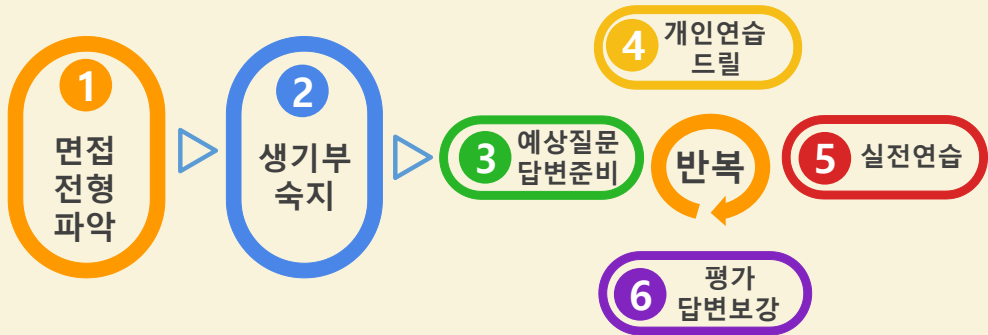 1
면접
전형
파악
2
생기부
숙지
3
예상질문
답변준비
4
개인연습
드릴
반복
5
실전연습
6
평가
답변보강